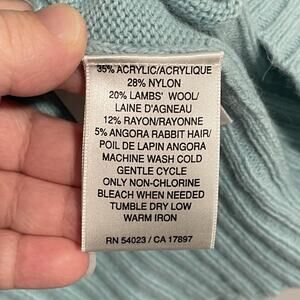 35% ACRYLIC/ACRYLIQUE
28% NYLON
20% LAMBS' WOOL/
LAINE D'AGNEAU
12% RAYON/RAYONNE
5% ANGORA RABBIT HAIR/
POIL DE LAPIN ANGORA
MACHINE WASH COLD
GENTLE CYCLE
ONLY NON-CHLORINE
BLEACH WHEN NEEDED
TUMBLE DRY LOW
WARM IRON
RN 54023 / CA 17897